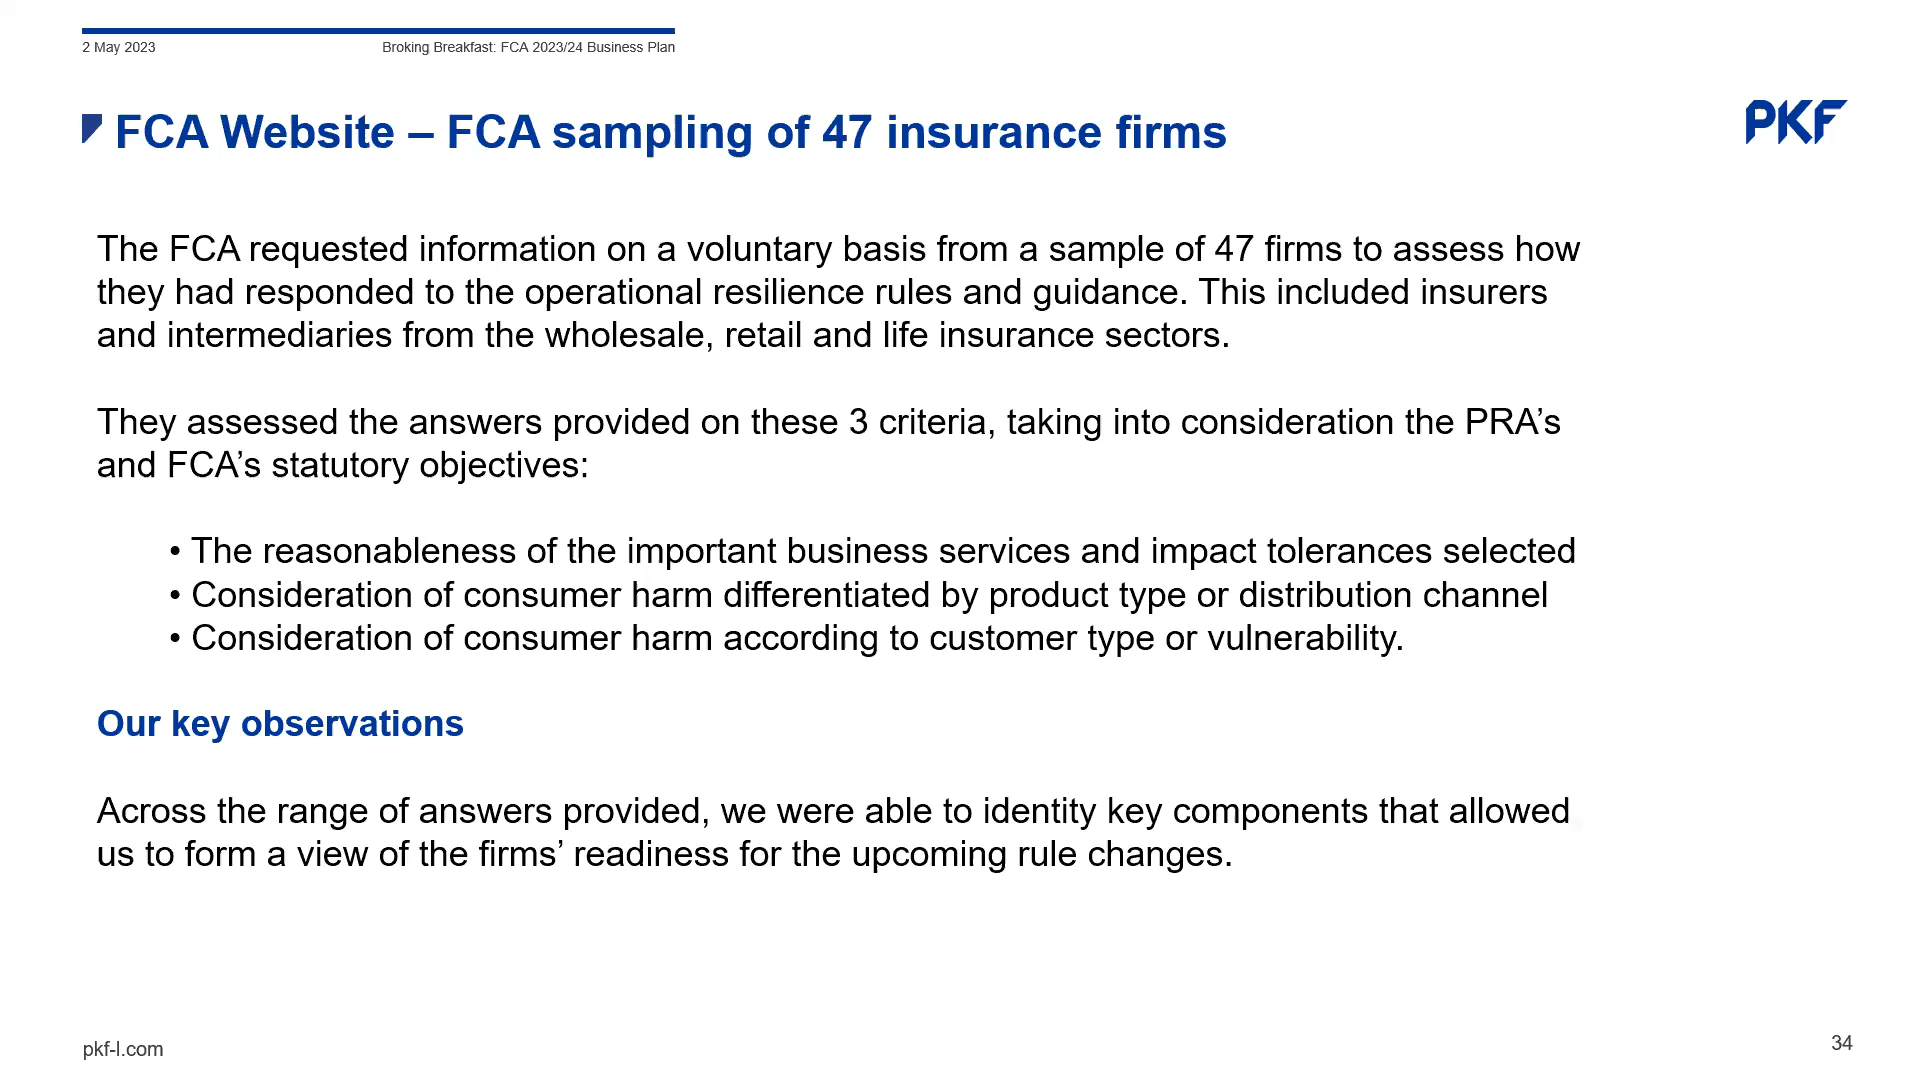 2 May 2023
Broking Breakfast: FCA 2023/24 Business Plan
FCA Website – FCA sampling of 47 insurance firms
PKF
The FCA requested information on a voluntary basis from a sample of 47 firms to assess how
they had responded to the operational resilience rules and guidance. This included insurers
and intermediaries from the wholesale, retail and life insurance sectors.
They assessed the answers provided on these 3 criteria, taking into consideration the PRA’s
and FCA’s statutory objectives:
• The reasonableness of the important business services and impact tolerances selected
• Consideration of consumer harm differentiated by product type or distribution channel
• Consideration of consumer harm according to customer type or vulnerability.
Our key observations
Across the range of answers provided, we were able to identity key components that allowed
us to form a view of the firms’ readiness for the upcoming rule changes.
pkf-l.com
34